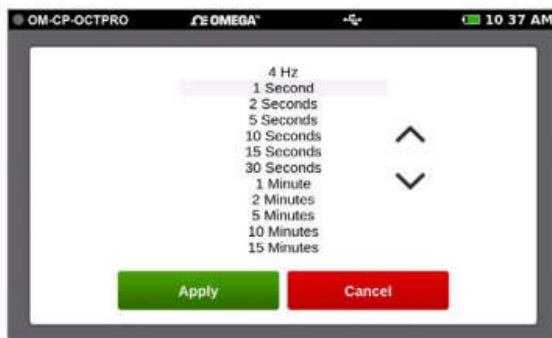 OM-CP-OCTPRO Ω OMEGA™ 10 37 AM
4 Hz
1 Second
2 Seconds
5 Seconds
10 Seconds
15 Seconds
30 Seconds
1 Minute
2 Minutes
5 Minutes
10 Minutes
15 Minutes
Apply Cancel